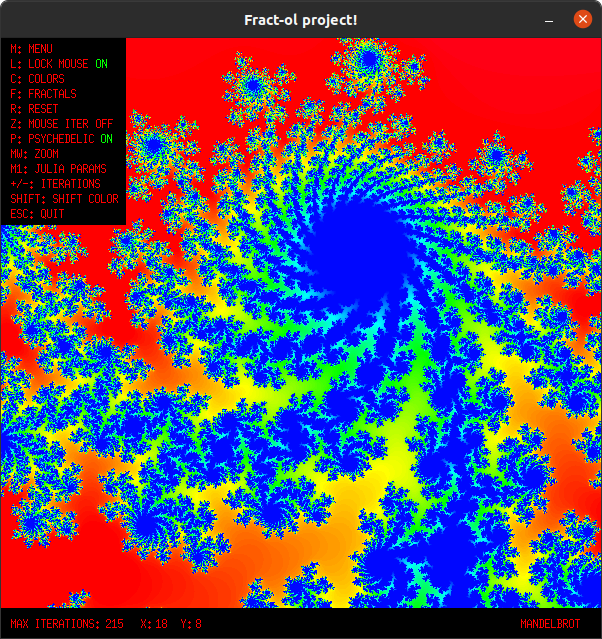 Fract-ol project!
M: MENU
L: LOCK MOUSE ON
C: COLORS
F: FRACTALS
R: RESET
Z: MOUSE ITER OFF
P: PSYCHEDELIC ON
MW: ZOOM
M1: JULIA PARAMS
+/-: ITERATIONS
SHIFT: SHIFT COLOR
ESC: QUIT
MAX ITERATIONS: 215 X: 18 Y: 8 MANDELBROT